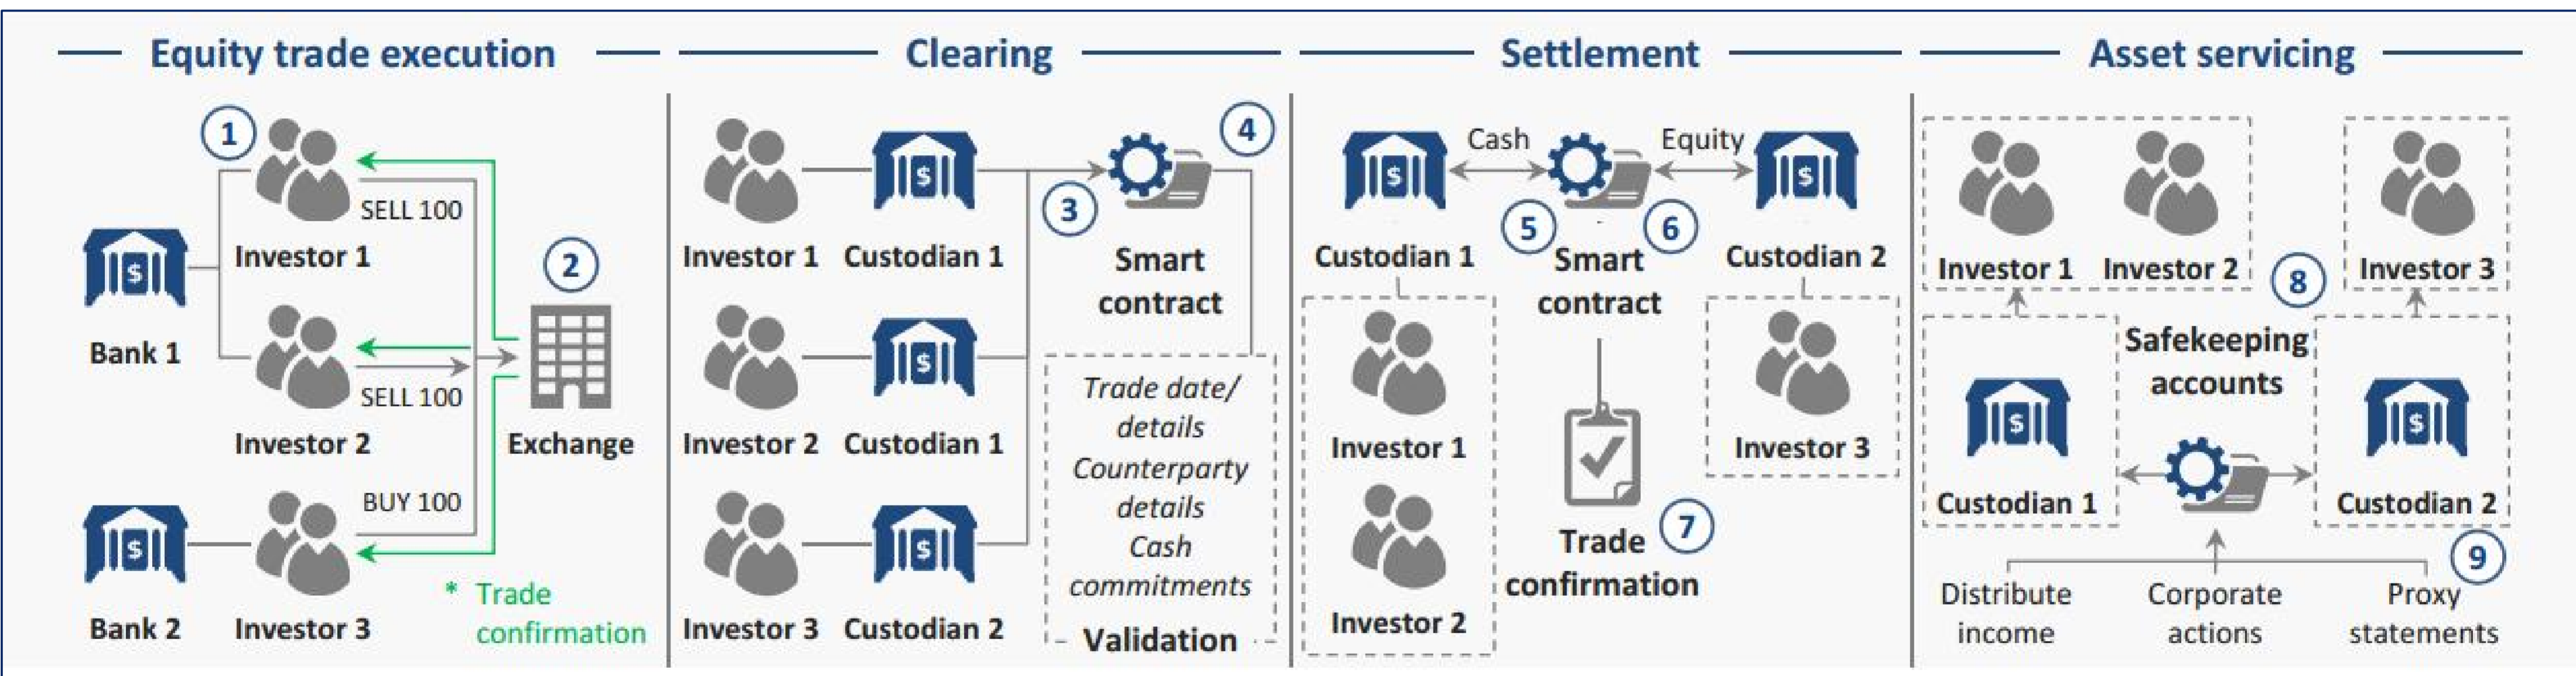 Equity trade execution
1
SELL 100
Investor 1
2
Bank 1
SELL 100
Investor 2
Exchange
BUY 100
Bank 2
Investor 3
* Trade
confirmation
Clearing
4
3
Investor 1
Custodian 1
Smart
contract
Investor 2
Custodian 1
Trade date/
details
Counterparty
details
Cash
commitments
Validation
Investor 3
Custodian 2
Settlement
Cash
Equity
5
6
Custodian 1
Smart
contract
Custodian 2
Investor 1
Investor 3
Trade
confirmation
7
Investor 2
Asset servicing
Investor 1
Investor 2
8
Investor 3
Safekeeping
accounts
Custodian 1
Custodian 2
9
Distribute
income
Corporate
actions
Proxy
statements